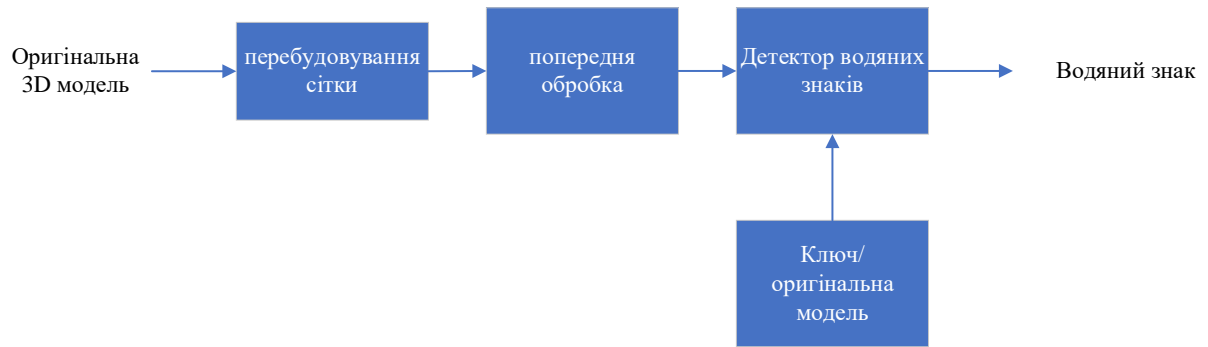 Оригінальна
3D модель
перебудовування
сітки
попередня
обробка
Детектор водяних
знаків
Водяний знак
Ключ/
оригінальна
модель